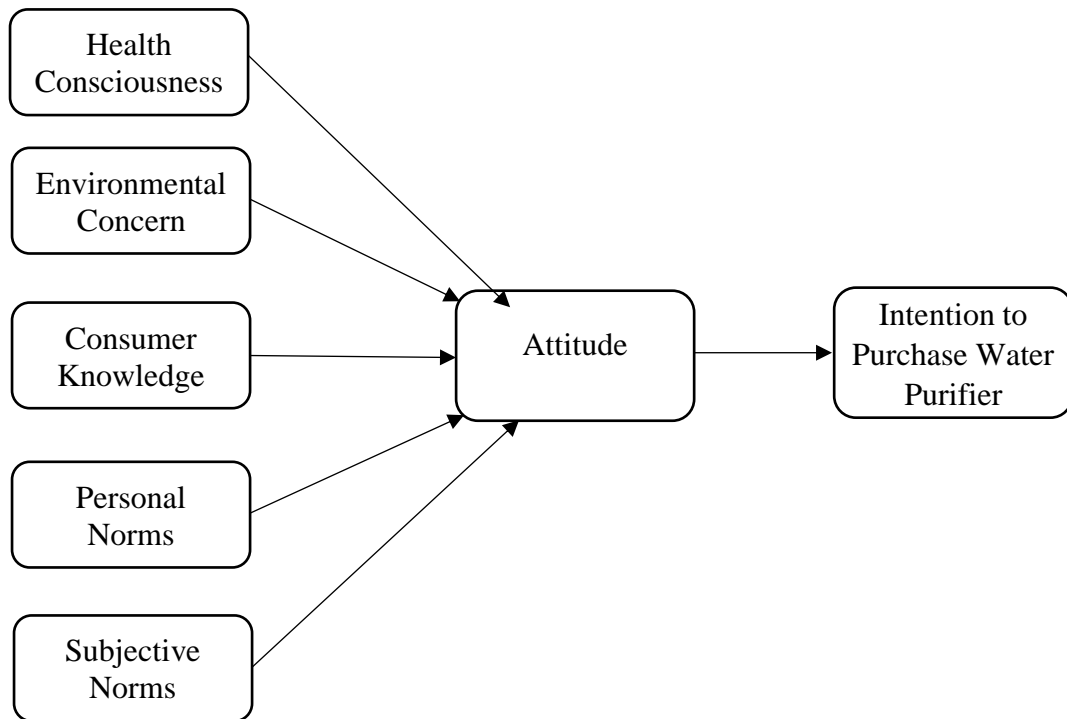 Health
Consciousness
Environmental
Concern
Consumer
Knowledge
Personal
Norms
Subjective
Norms
Attitude
Intention to
Purchase Water
Purifier